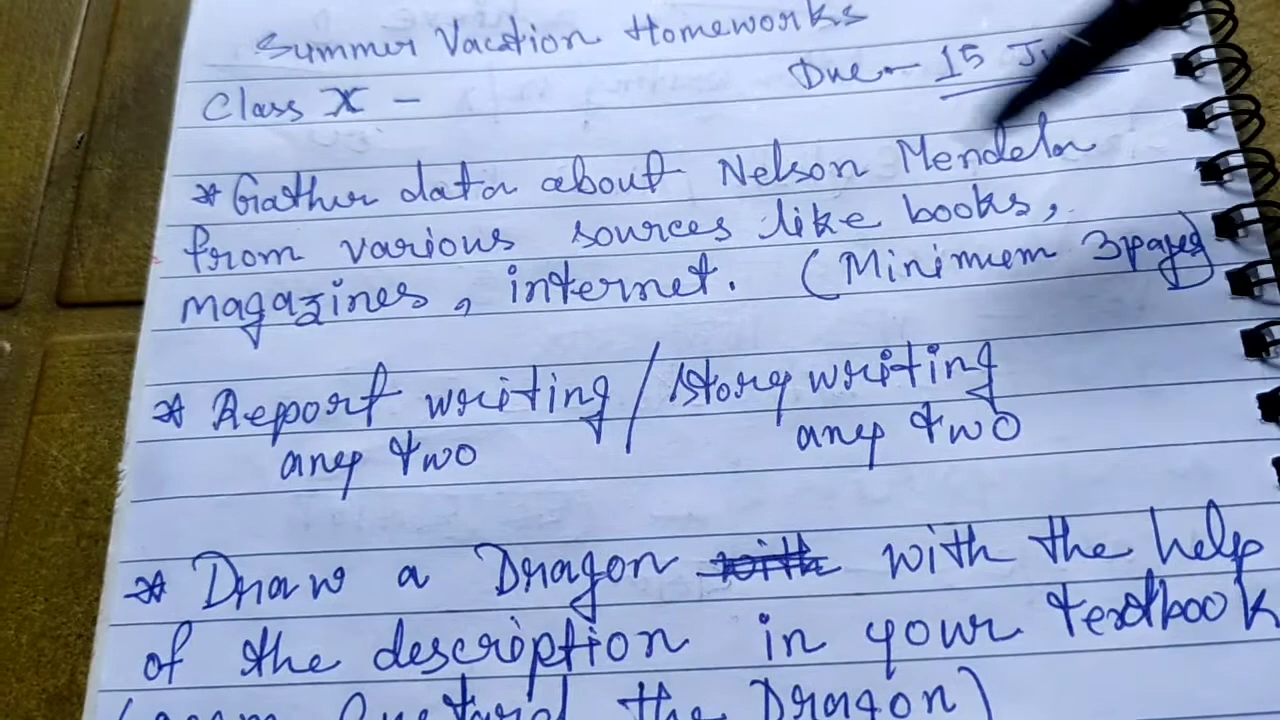 Summer Vacation Homeworks
Due - 15
Class X -
* Gather data about Nelson Mendela
from various sources like books,
magazines, internet. (Minimum 3 pages)
* Report writing / Story writing
any two any two
* Draw a Dragon with the help
of the description in your textbook
the Dragon)